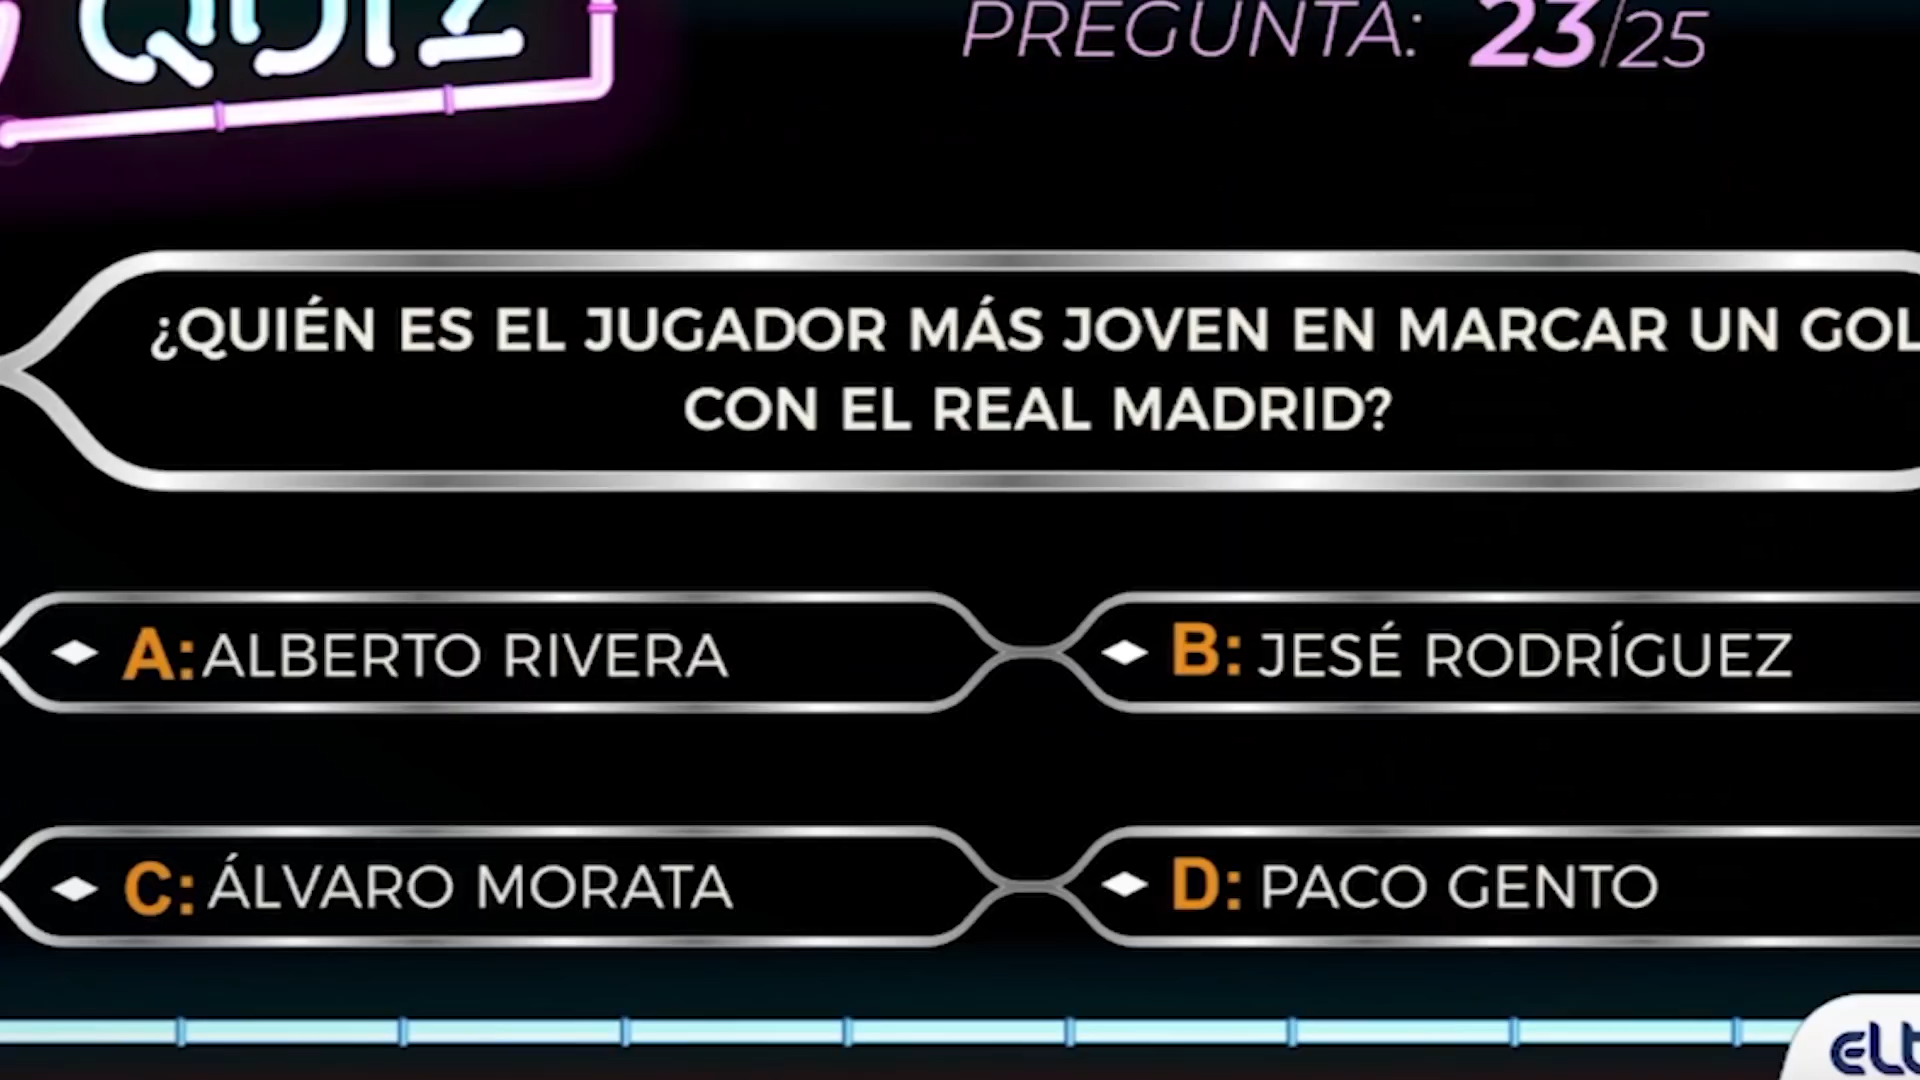 QUIZ
PREGUNTA: 23/25
¿QUIÉN ES EL JUGADOR MÁS JOVEN EN MARCAR UN GOL
CON EL REAL MADRID?
A: ALBERTO RIVERA
B: JESÉ RODRÍGUEZ
C: ÁLVARO MORATA
D: PACO GENTO